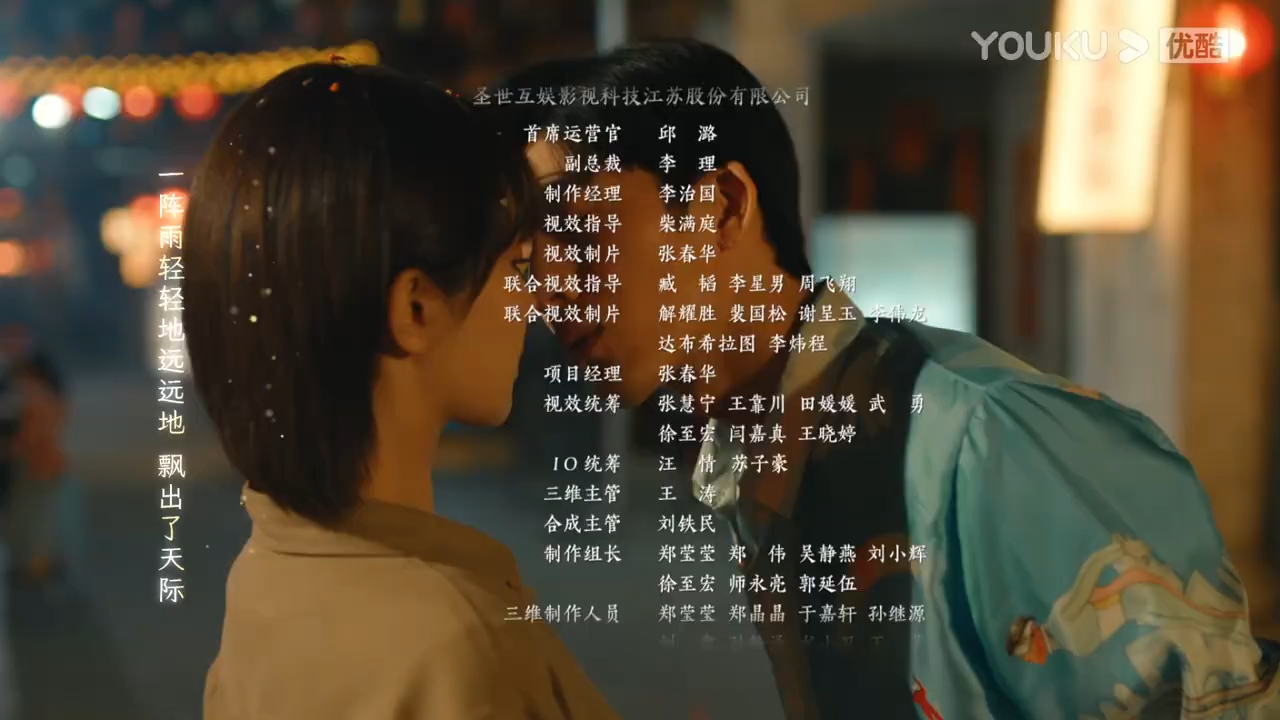 YOUKU 优酷
圣世互娱影视科技江苏股份有限公司
首席运营官 邱 潞
副总裁 李 理
制作经理 李治国
视效指导 柴满庭
视效制片 张春华
联合视效指导 臧 韬 李星男 周飞翔
联合视效制片 解耀胜 裴国松 谢呈玉 李伟龙
达布希拉图 李炜程
项目经理 张春华
视效统筹 张慧宁 王靠川 田媛媛 武 勇
徐至宏 闫嘉真 王晓婷
IO统筹 汪 情 苏子豪
三维主管 王 涛
合成主管 刘铁民
制作组长 郑莹莹 郑 伟 吴静燕 刘小辉
徐至宏 师永亮 郭延伍
三维制作人员 郑莹莹 郑晶晶 于嘉轩 孙继源
一阵雨轻轻地远远地 飘出了天际